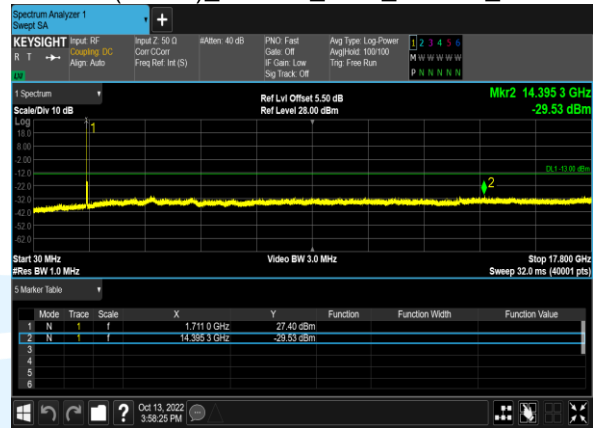 Spectrum Analyzer 1
Swept SA
KEYSIGHT Input: RF Input Z: 50 Ω #Atten: 40 dB PNO: Fast Avg Type: Log-Power 1 2 3 4 5 6
R T Coupling: DC Corr CCorr Gate: Off Avg|Hold: 100/100 M W W W W W
Align: Auto Freq Ref: Int (S) IF Gain: Low Trig: Free Run
Sig Track: Off P N N N N N
LW
1 Spectrum Ref Lvl Offset 5.50 dB Mkr2 14.395 3 GHz
Scale/Div 10 dB Ref Level 28.00 dBm -29.53 dBm
Log
1
18.0
8.00
-2.00
DL1 -13.00 dBm
-12.0
2
-22.0
-32.0
-42.0
-52.0
-62.0
Start 30 MHz Video BW 3.0 MHz Stop 17.800 GHz
#Res BW 1.0 MHz Sweep 32.0 ms (40001 pts)
5 Marker Table
Mode Trace Scale X Y Function Function Width Function Value
1 N 1 f 1.711 0 GHz 27.40 dBm
2 N 1 f 14.395 3 GHz -29.53 dBm
3
4
5
6
? Oct 13, 2022
3:58:25 PM